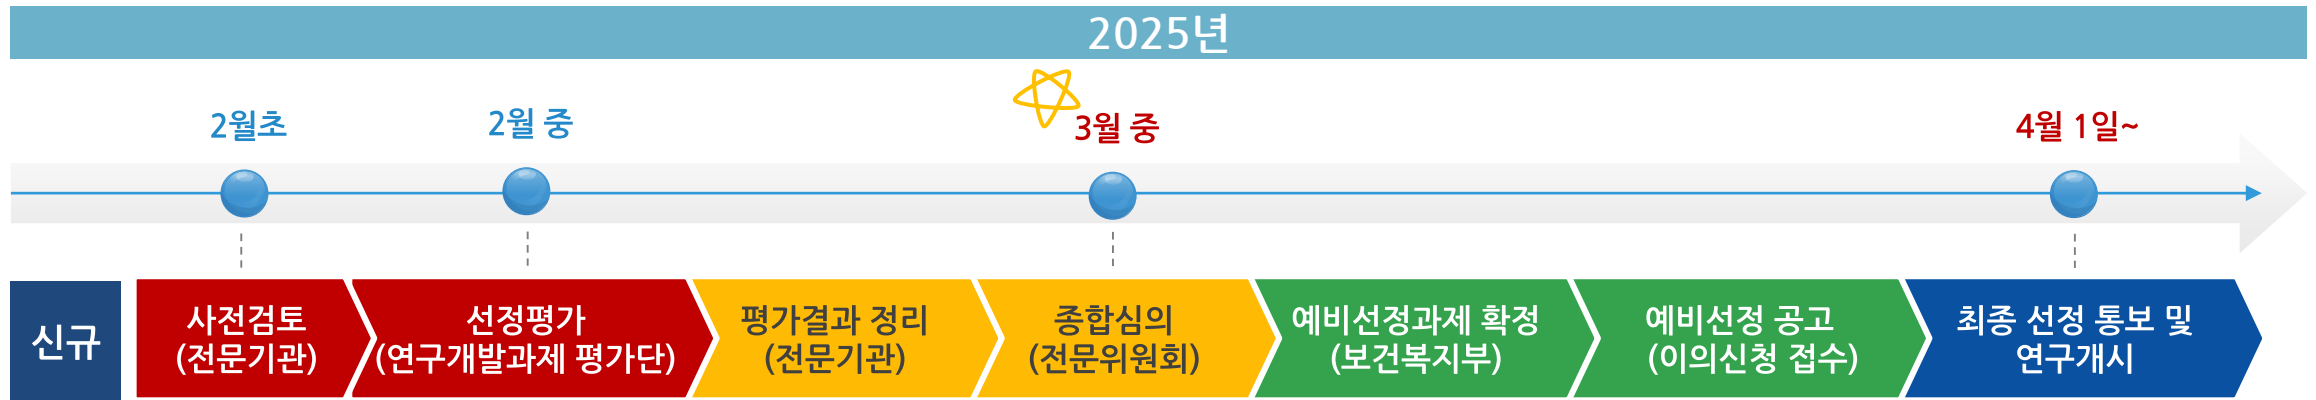 2025년
2월초
2월 중
3월 중
4월 1일~
신규
사전검토
(전문기관)
선정평가
(연구개발과제 평가단)
평가결과 정리
(전문기관)
종합심의
(전문위원회)
예비선정과제 확정
(보건복지부)
예비선정 공고
(이의신청 접수)
최종 선정 통보 및
연구개시